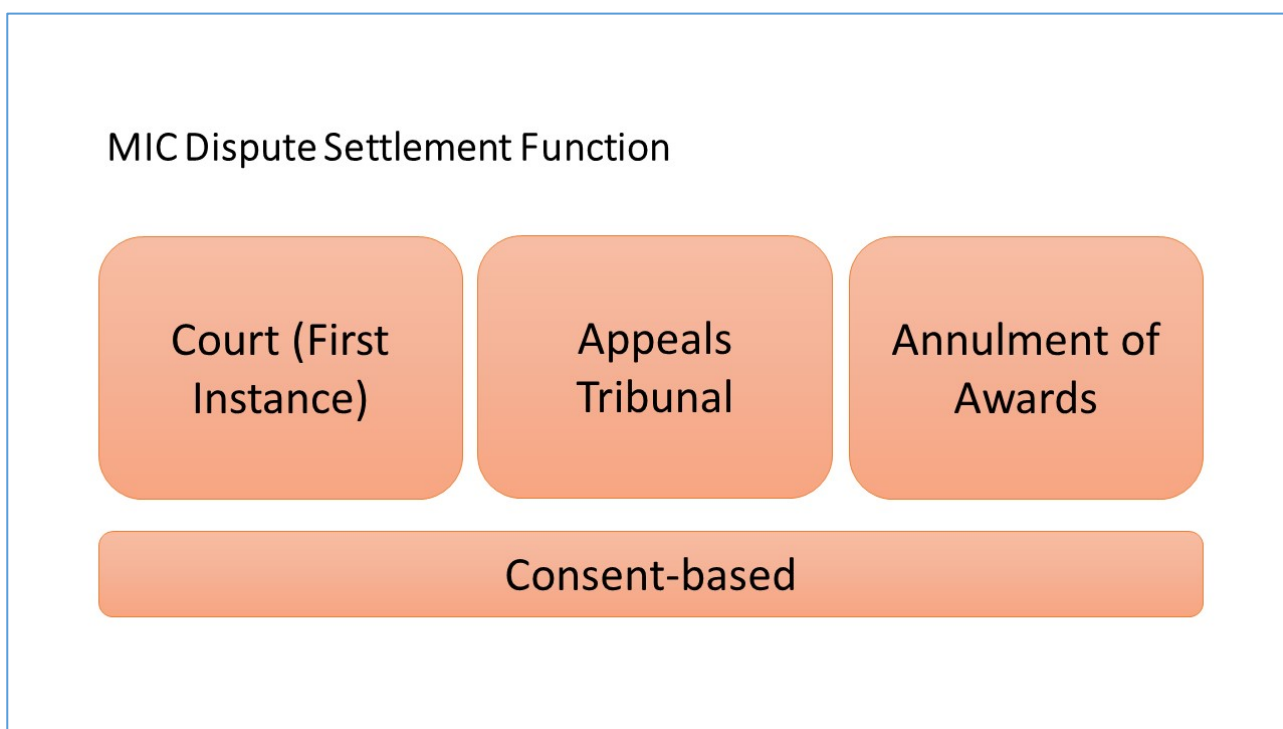 MIC Dispute Settlement Function
Court (First
Instance)
Appeals
Tribunal
Annulment of
Awards
Consent-based